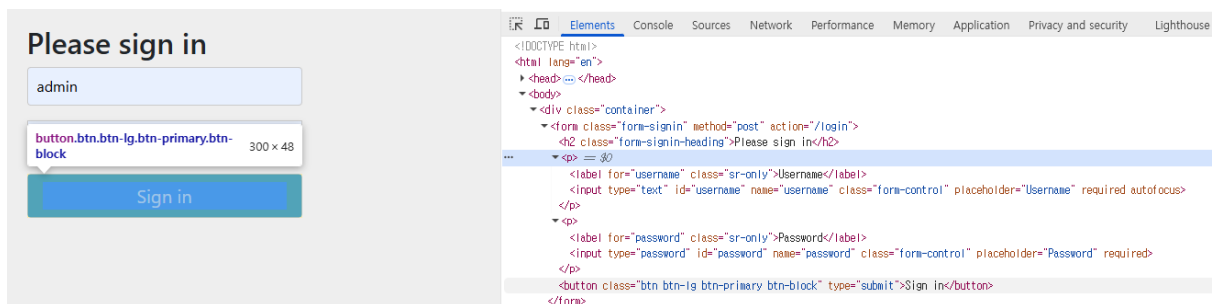 Please sign in
admin
button.btn.btn-lg.btn-primary.btn-
block
300 × 48
Sign in
Elements Console Sources Network Performance Memory Application Privacy and security Lighthouse
<!DOCTYPE html>
<html lang="en">
<head> ··· </head>
<body>
<div class="container">
<form class="form-signin" method="post" action="/login">
<h2 class="form-signin-heading">Please sign in</h2>
··· <p> == $0
<label for="username" class="sr-only">Username</label>
<input type="text" id="username" name="username" class="form-control" placeholder="Username" required autofocus>
</p>
<p>
<label for="password" class="sr-only">Password</label>
<input type="password" id="password" name="password" class="form-control" placeholder="Password" required>
</p>
<button class="btn btn-lg btn-primary btn-block" type="submit">Sign in</button>
</form>